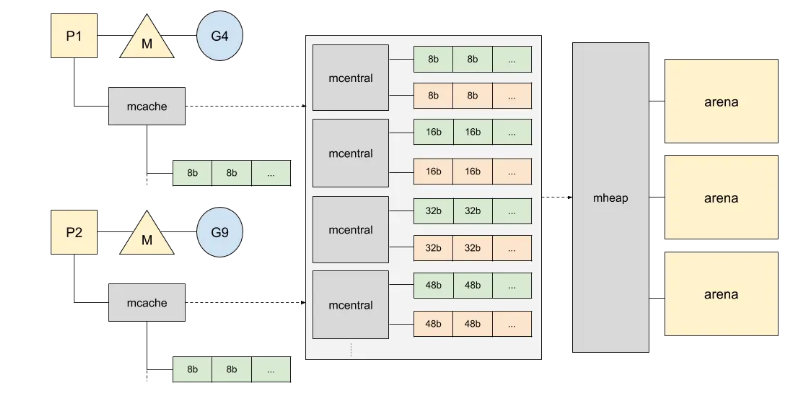 P1 M G4
mcache
8b 8b ...
P2 M G9
mcache
8b 8b ...
mcentral
8b 8b ...
8b 8b ...
mcentral
16b 16b ...
16b 16b ...
mcentral
32b 32b ...
32b 32b ...
mcentral
48b 48b ...
48b 48b ...
mheap
arena
arena
arena